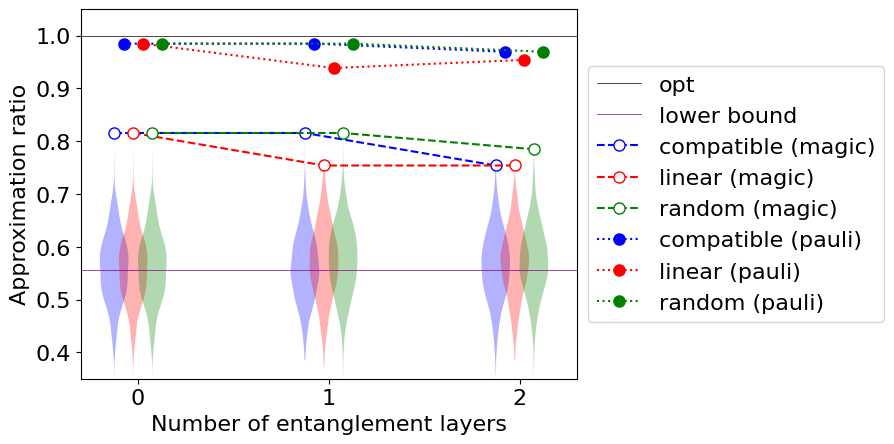 Approximation ratio
1.0
0.9
0.8
0.7
0.6
0.5
0.4
0 1 2
Number of entanglement layers
opt
lower bound
compatible (magic)
linear (magic)
random (magic)
compatible (pauli)
linear (pauli)
random (pauli)